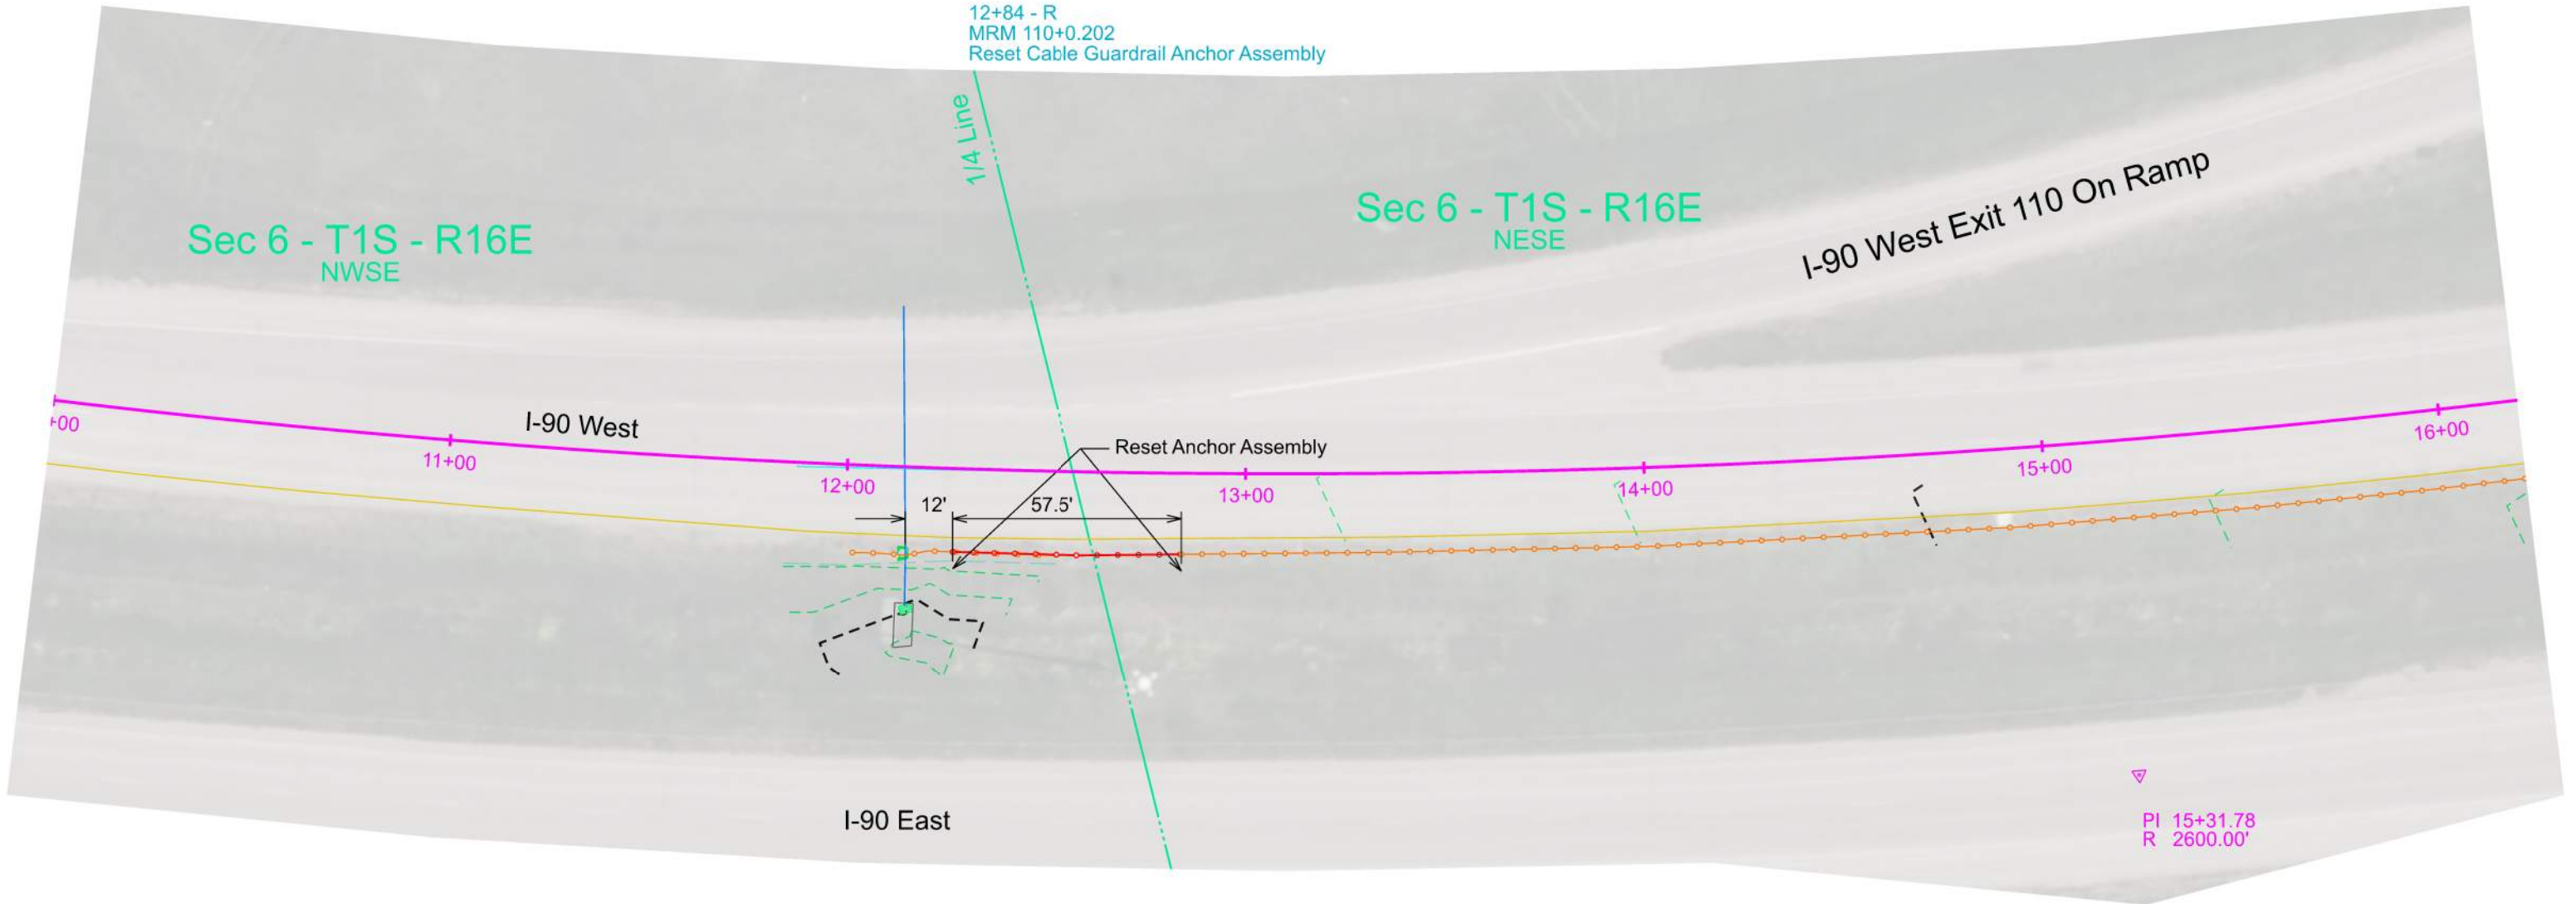 12+84 - R
MRM 110+0.202
Reset Cable Guardrail Anchor Assembly
1/4 Line
Sec 6 - T1S - R16E
NWSE
Sec 6 - T1S - R16E
NESE
I-90 West Exit 110 On Ramp
+00
I-90 West
11+00
12+00
Reset Anchor Assembly
13+00
14+00
15+00
16+00
12'
57.5'
I-90 East
PI 15+31.78
R 2600.00'